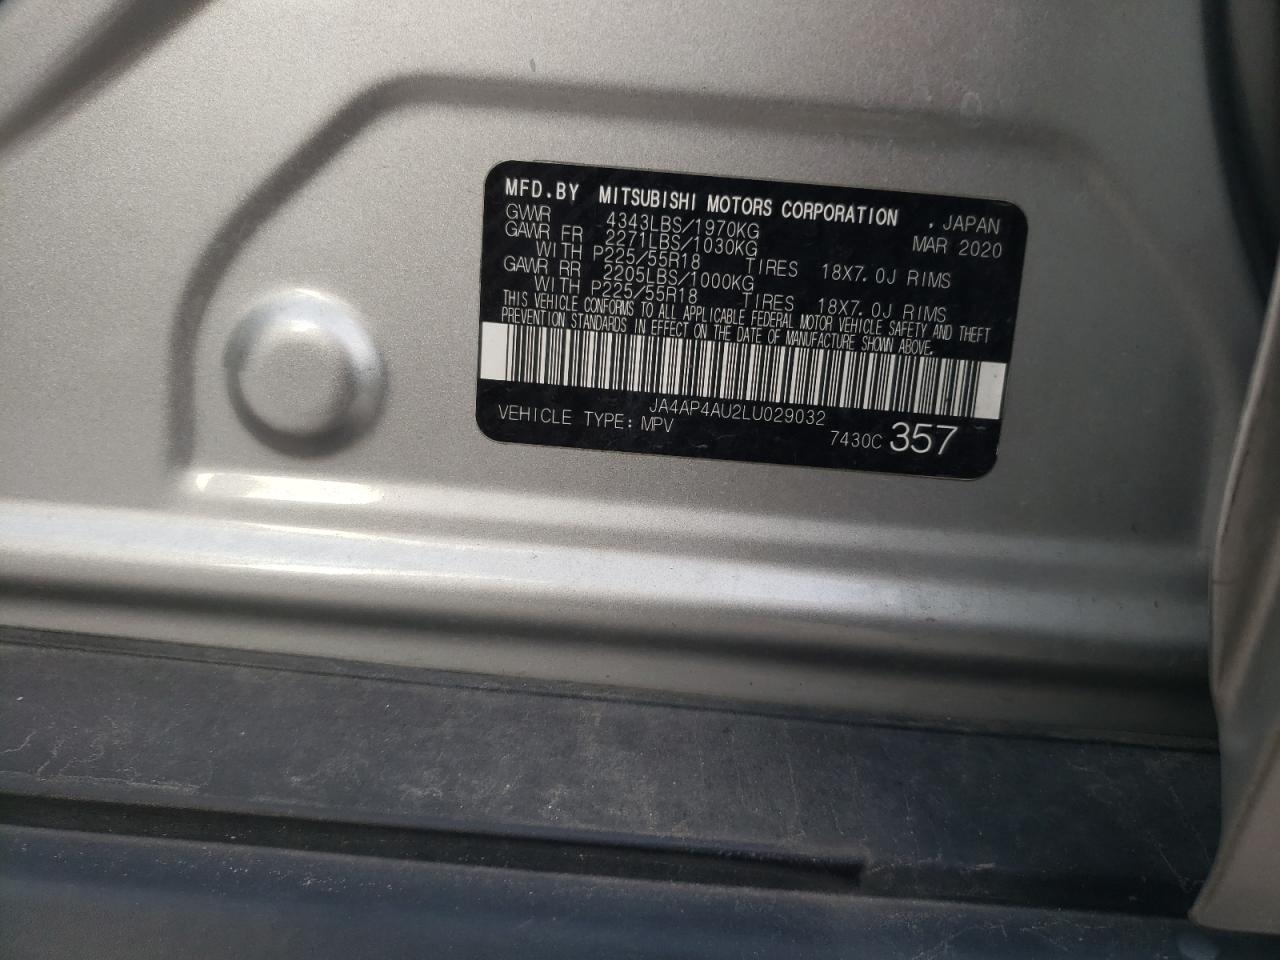 MFD.BY MITSUBISHI MOTORS CORPORATION , JAPAN
GVWR 4343LBS/1970KG MAR 2020
GAWR FR 2271LBS/1030KG
WITH P225/55R18 TIRES 18X7.0J RIMS
GAWR RR 2205LBS/1000KG
WITH P225/55R18 TIRES 18X7.0J RIMS
THIS VEHICLE CONFORMS TO ALL APPLICABLE FEDERAL MOTOR VEHICLE SAFETY AND THEFT
PREVENTION STANDARDS IN EFFECT ON THE DATE OF MANUFACTURE SHOWN ABOVE.
JA4AP4AU2LU029032
VEHICLE TYPE: MPV 7430C 357